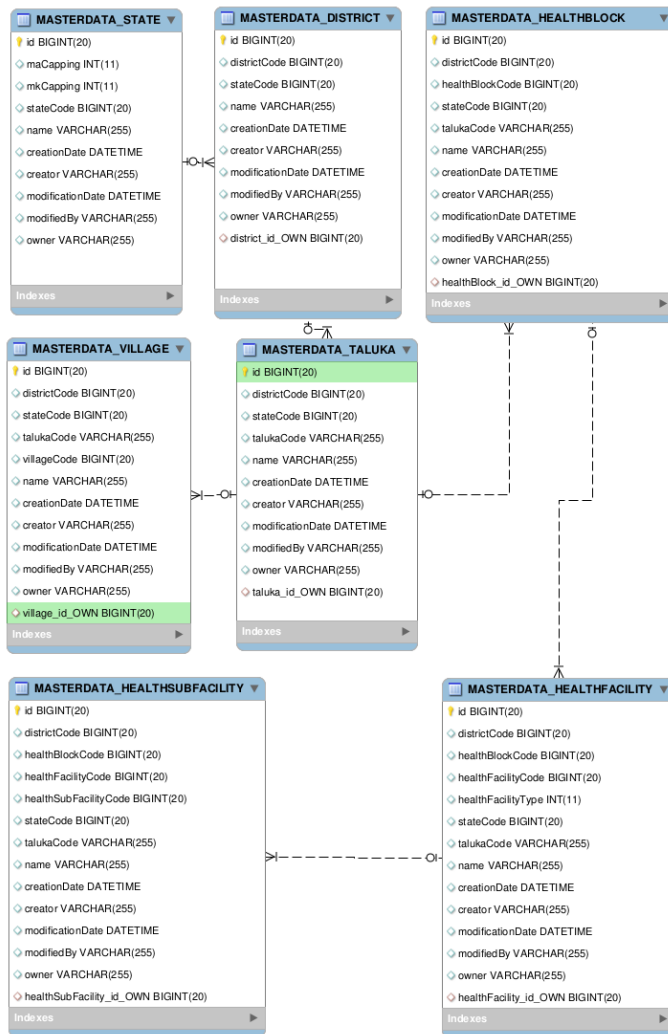 MASTERDATA_STATE
id BIGINT(20)
maCapping INT(11)
mkCapping INT(11)
stateCode BIGINT(20)
name VARCHAR(255)
creationDate DATETIME
creator VARCHAR(255)
modificationDate DATETIME
modifiedBy VARCHAR(255)
owner VARCHAR(255)
Indexes
MASTERDATA_DISTRICT
id BIGINT(20)
districtCode BIGINT(20)
stateCode BIGINT(20)
name VARCHAR(255)
creationDate DATETIME
creator VARCHAR(255)
modificationDate DATETIME
modifiedBy VARCHAR(255)
owner VARCHAR(255)
district_id_OWN BIGINT(20)
Indexes
MASTERDATA_HEALTHBLOCK
id BIGINT(20)
districtCode BIGINT(20)
healthBlockCode BIGINT(20)
stateCode BIGINT(20)
talukaCode VARCHAR(255)
name VARCHAR(255)
creationDate DATETIME
creator VARCHAR(255)
modificationDate DATETIME
modifiedBy VARCHAR(255)
owner VARCHAR(255)
healthBlock_id_OWN BIGINT(20)
Indexes
MASTERDATA_VILLAGE
id BIGINT(20)
districtCode BIGINT(20)
stateCode BIGINT(20)
talukaCode VARCHAR(255)
villageCode BIGINT(20)
name VARCHAR(255)
creationDate DATETIME
creator VARCHAR(255)
modificationDate DATETIME
modifiedBy VARCHAR(255)
owner VARCHAR(255)
village_id_OWN BIGINT(20)
Indexes
MASTERDATA_TALUKA
id BIGINT(20)
districtCode BIGINT(20)
stateCode BIGINT(20)
talukaCode VARCHAR(255)
name VARCHAR(255)
creationDate DATETIME
creator VARCHAR(255)
modificationDate DATETIME
modifiedBy VARCHAR(255)
owner VARCHAR(255)
taluka_id_OWN BIGINT(20)
Indexes
MASTERDATA_HEALTHSUBFACILITY
id BIGINT(20)
districtCode BIGINT(20)
healthBlockCode BIGINT(20)
healthFacilityCode BIGINT(20)
healthSubFacilityCode BIGINT(20)
stateCode BIGINT(20)
talukaCode VARCHAR(255)
name VARCHAR(255)
creationDate DATETIME
creator VARCHAR(255)
modificationDate DATETIME
modifiedBy VARCHAR(255)
owner VARCHAR(255)
healthSubFacility_id_OWN BIGINT(20)
Indexes
MASTERDATA_HEALTHFACILITY
id BIGINT(20)
districtCode BIGINT(20)
healthBlockCode BIGINT(20)
healthFacilityCode BIGINT(20)
healthFacilityType INT(11)
stateCode BIGINT(20)
talukaCode VARCHAR(255)
name VARCHAR(255)
creationDate DATETIME
creator VARCHAR(255)
modificationDate DATETIME
modifiedBy VARCHAR(255)
owner VARCHAR(255)
healthFacility_id_OWN BIGINT(20)
Indexes